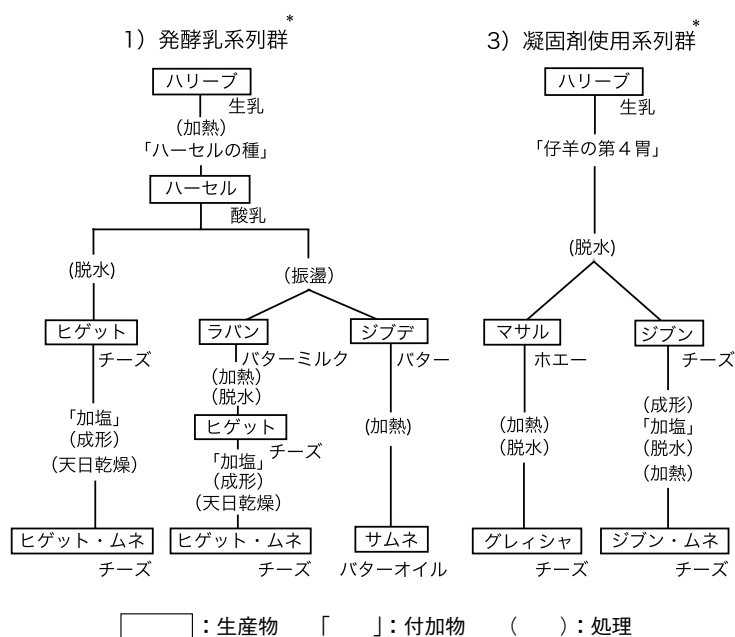 1）発酵乳系列群*
ハリーブ
生乳
（加熱）
「ハーセルの種」
ハーセル
酸乳
（脱水）
（振盪）
ヒゲット
チーズ
ラバン
バターミルク
ジブデ
バター
（加熱）
（脱水）
ヒゲット
チーズ
「加塩」
（成形）
（天日乾燥）
「加塩」
（成形）
（天日乾燥）
（加熱）
ヒゲット・ムネ
チーズ
ヒゲット・ムネ
チーズ
サムネ
バターオイル
3）凝固剤使用系列群*
ハリーブ
生乳
「仔羊の第４胃」
（脱水）
マサル
ホエー
ジブン
チーズ
（加熱）
（脱水）
（成形）
「加塩」
（脱水）
（加熱）
グレィシャ
チーズ
ジブン・ムネ
チーズ
：生産物　「　」：付加物　（　）：処理